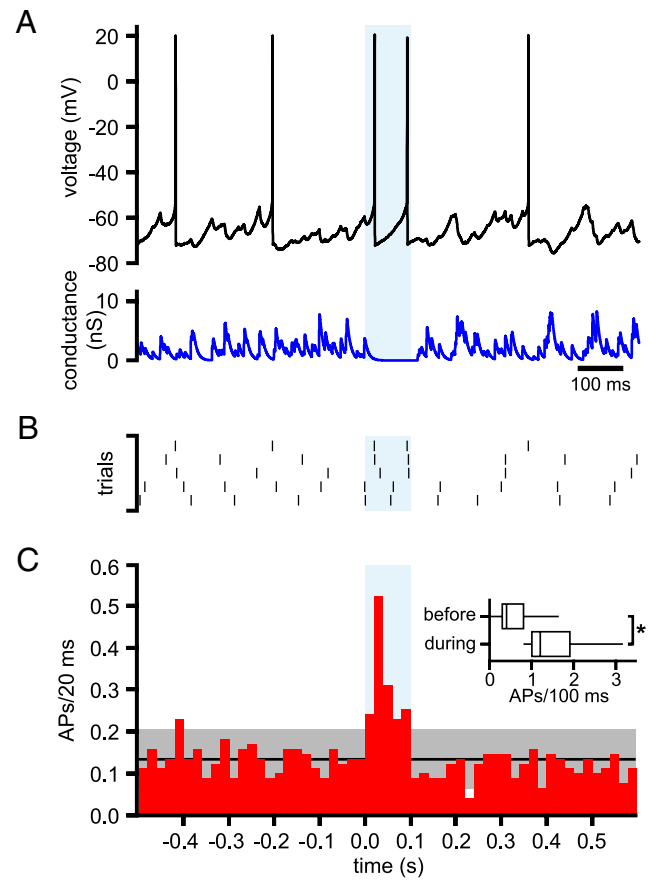 A
20
0
-20
-40
-60
-80
voltage (mV)
10
0
conductance
(nS)
100 ms
B
trials
C
0.6
0.5
0.4
0.3
0.2
0.1
0.0
APs/20 ms
before
during
*
0 1 2 3
APs/100 ms
-0.4 -0.3 -0.2 -0.1 0.0 0.1 0.2 0.3 0.4 0.5
time (s)